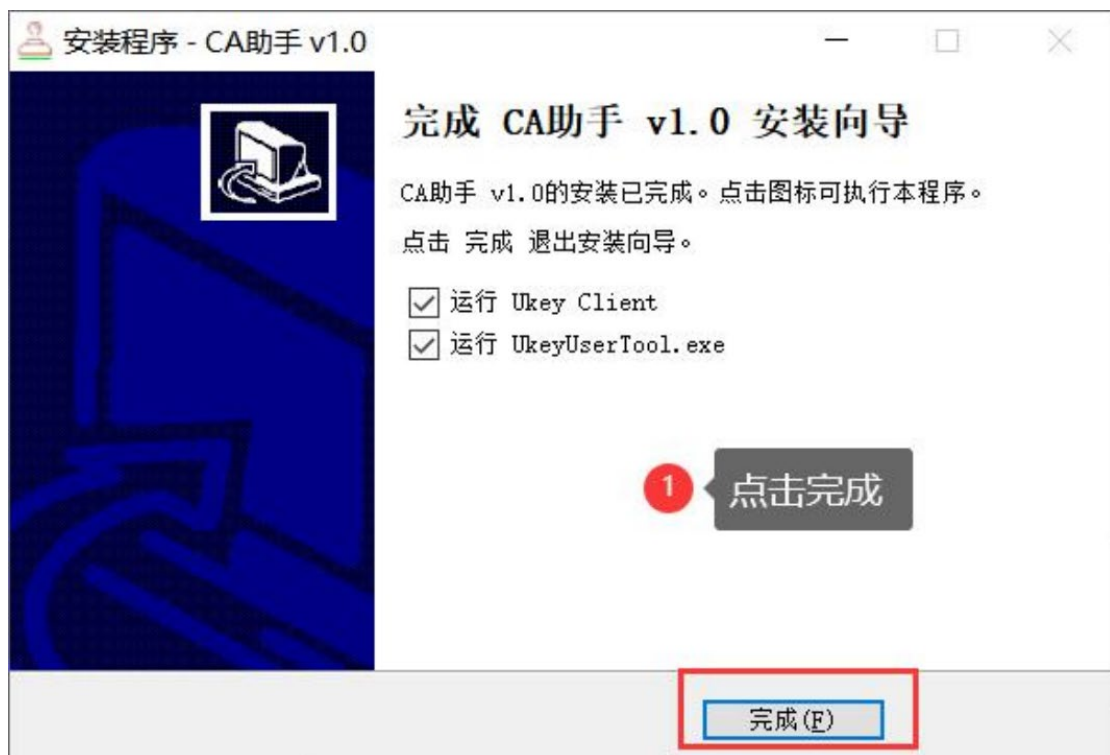 安装程序 - CA助手 v1.0
完成 CA助手 v1.0 安装向导
CA助手 v1.0的安装已完成。点击图标可执行本程序。
点击 完成 退出安装向导。
运行 Ukey Client
运行 UkeyUserTool.exe
1 点击完成
完成(F)